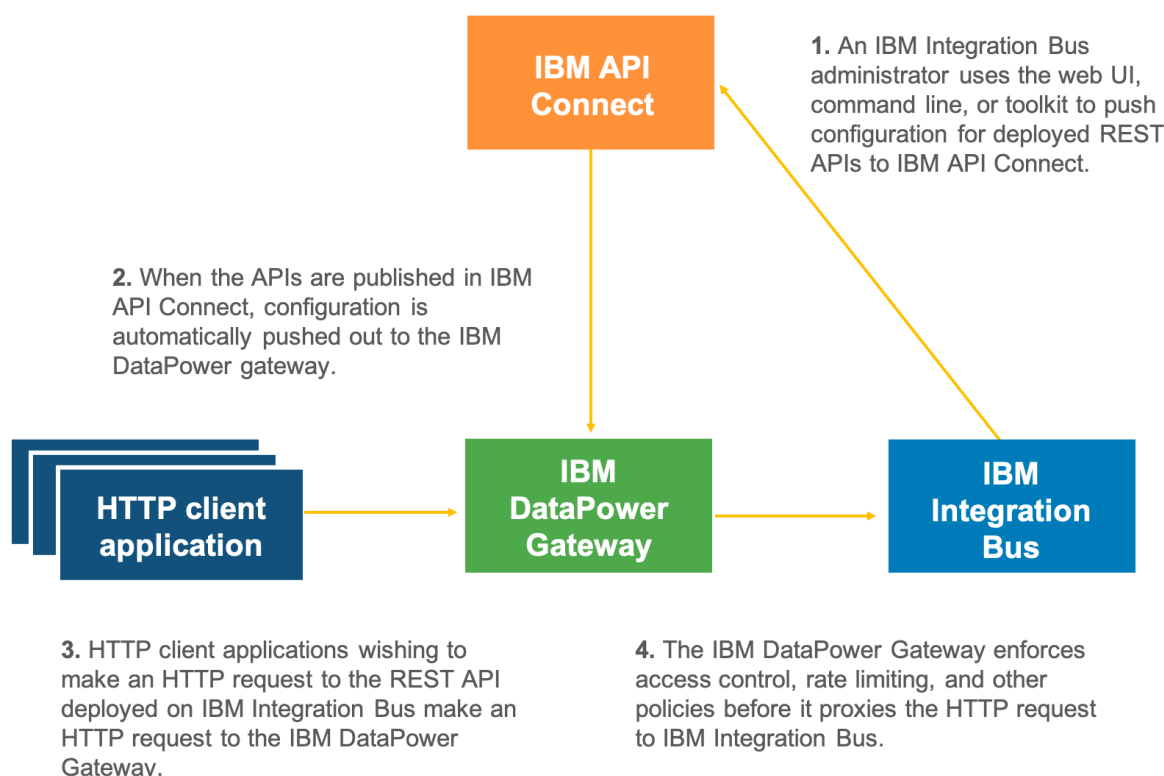 IBM API
Connect
1. An IBM Integration Bus
administrator uses the web UI,
command line, or toolkit to push
configuration for deployed REST
APIs to IBM API Connect.
2. When the APIs are published in IBM
API Connect, configuration is
automatically pushed out to the IBM
DataPower gateway.
HTTP client
application
IBM
DataPower
Gateway
IBM
Integration
Bus
3. HTTP client applications wishing to
make an HTTP request to the REST API
deployed on IBM Integration Bus make an
HTTP request to the IBM DataPower
Gateway.
4. The IBM DataPower Gateway enforces
access control, rate limiting, and other
policies before it proxies the HTTP request
to IBM Integration Bus.